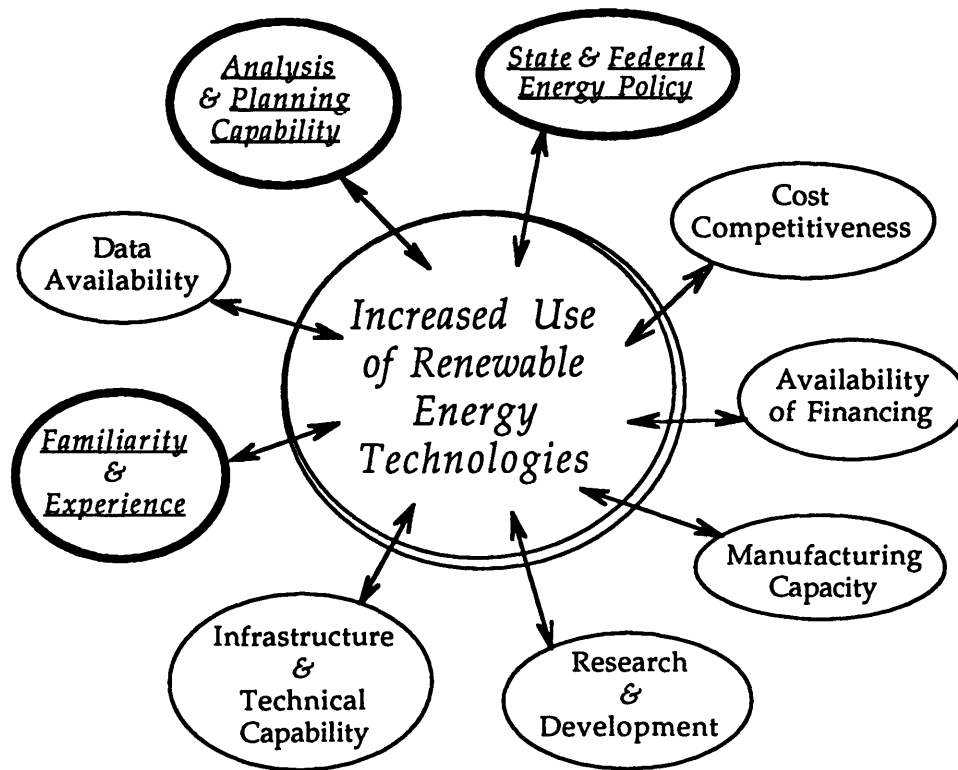 Analysis
& Planning
Capability
State & Federal
Energy Policy
Cost
Competitiveness
Data
Availability
Increased Use
of Renewable
Energy
Technologies
Availability
of Financing
Familiarity
&
Experience
Manufacturing
Capacity
Infrastructure
&
Technical
Capability
Research
&
Development